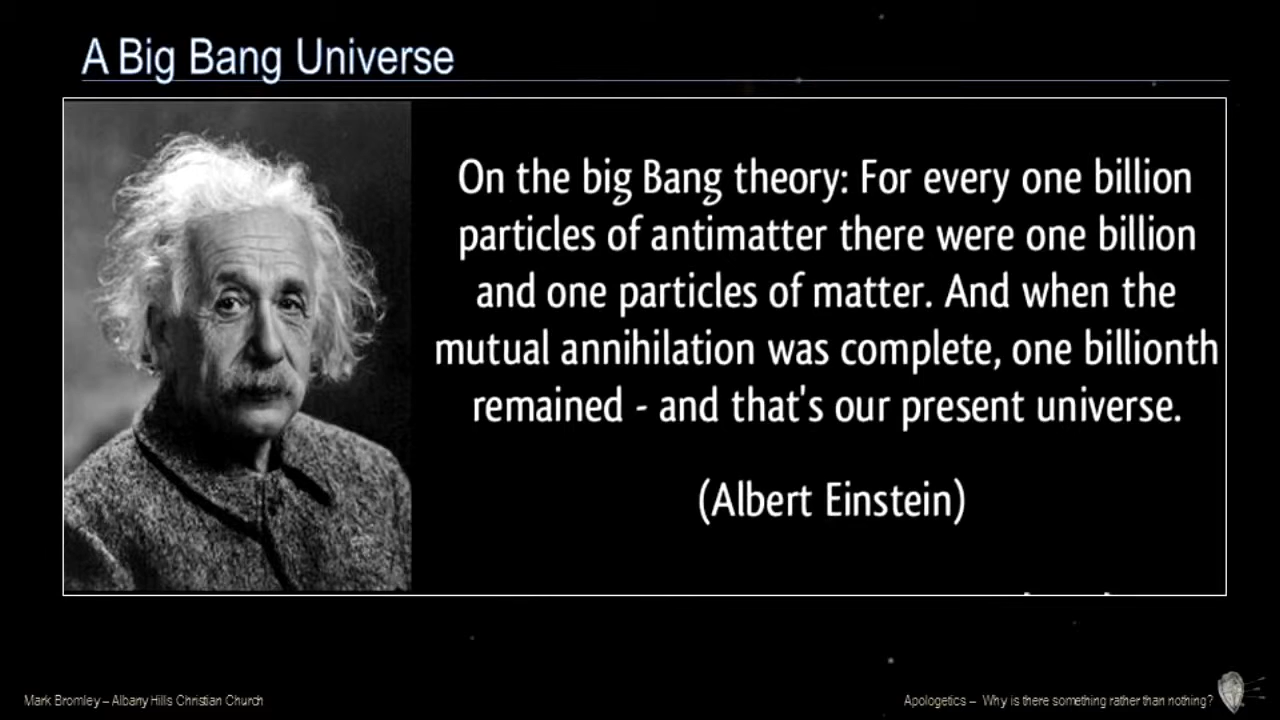 A Big Bang Universe
On the big Bang theory: For every one billion
particles of antimatter there were one billion
and one particles of matter. And when the
mutual annihilation was complete, one billionth
remained - and that's our present universe.
(Albert Einstein)
Mark Bromley – Albany Hills Christian Church
Apologetics – Why is there something rather than nothing?